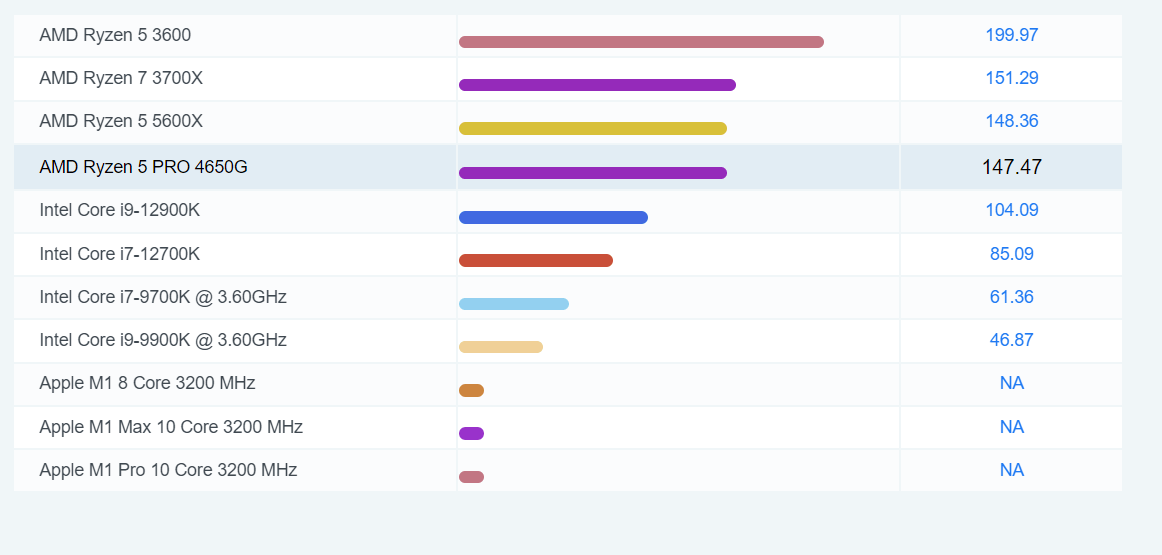 AMD Ryzen 5 3600 199.97
AMD Ryzen 7 3700X 151.29
AMD Ryzen 5 5600X 148.36
AMD Ryzen 5 PRO 4650G 147.47
Intel Core i9-12900K 104.09
Intel Core i7-12700K 85.09
Intel Core i7-9700K @ 3.60GHz 61.36
Intel Core i9-9900K @ 3.60GHz 46.87
Apple M1 8 Core 3200 MHz NA
Apple M1 Max 10 Core 3200 MHz NA
Apple M1 Pro 10 Core 3200 MHz NA